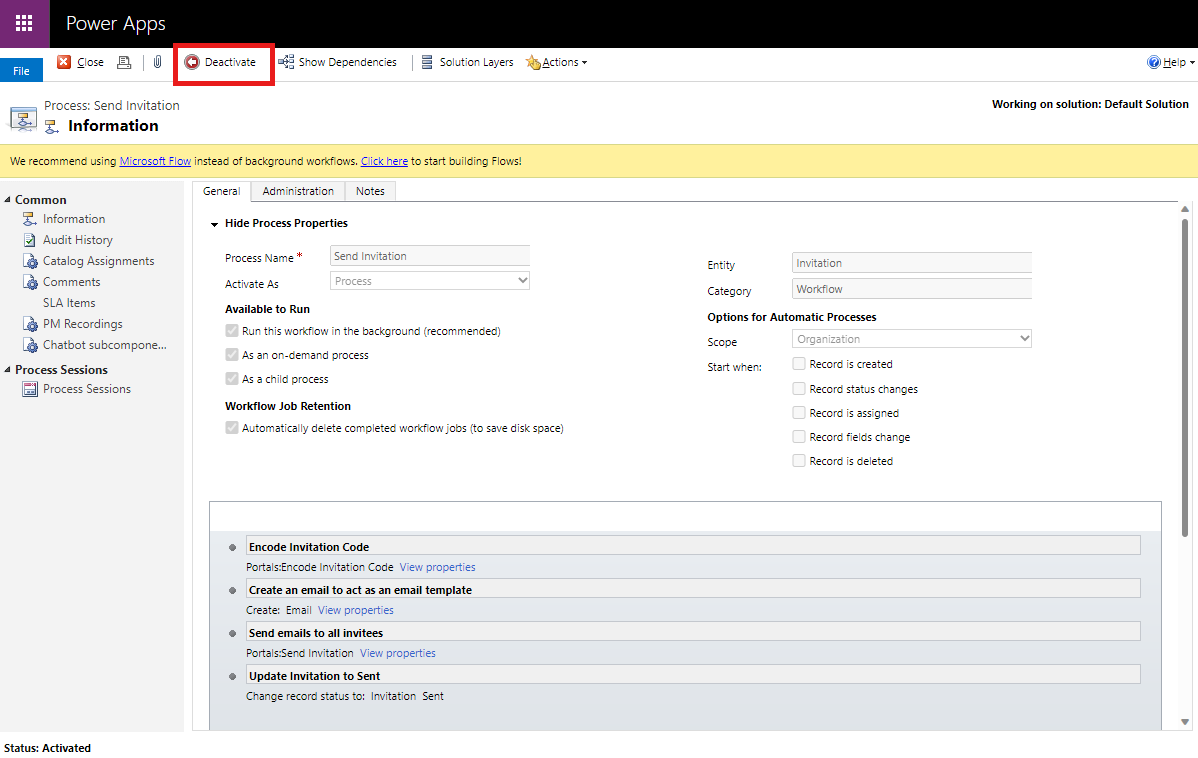 Power Apps
File
Close
Deactivate
Show Dependencies
Solution Layers
Actions
Help
Process: Send Invitation
Information
Working on solution: Default Solution
We recommend using Microsoft Flow instead of background workflows. Click here to start building Flows!
Common
Information
Audit History
Catalog Assignments
Comments
SLA Items
PM Recordings
Chatbot subcompone...
Process Sessions
Process Sessions
General
Administration
Notes
Hide Process Properties
Process Name *
Send Invitation
Activate As
Process
Available to Run
Run this workflow in the background (recommended)
As an on-demand process
As a child process
Workflow Job Retention
Automatically delete completed workflow jobs (to save disk space)
Entity
Invitation
Category
Workflow
Options for Automatic Processes
Scope
Organization
Start when:
Record is created
Record status changes
Record is assigned
Record fields change
Record is deleted
Encode Invitation Code
Portals:Encode Invitation Code View properties
Create an email to act as an email template
Create: Email View properties
Send emails to all invitees
Portals:Send Invitation View properties
Update Invitation to Sent
Change record status to: Invitation Sent
Status: Activated